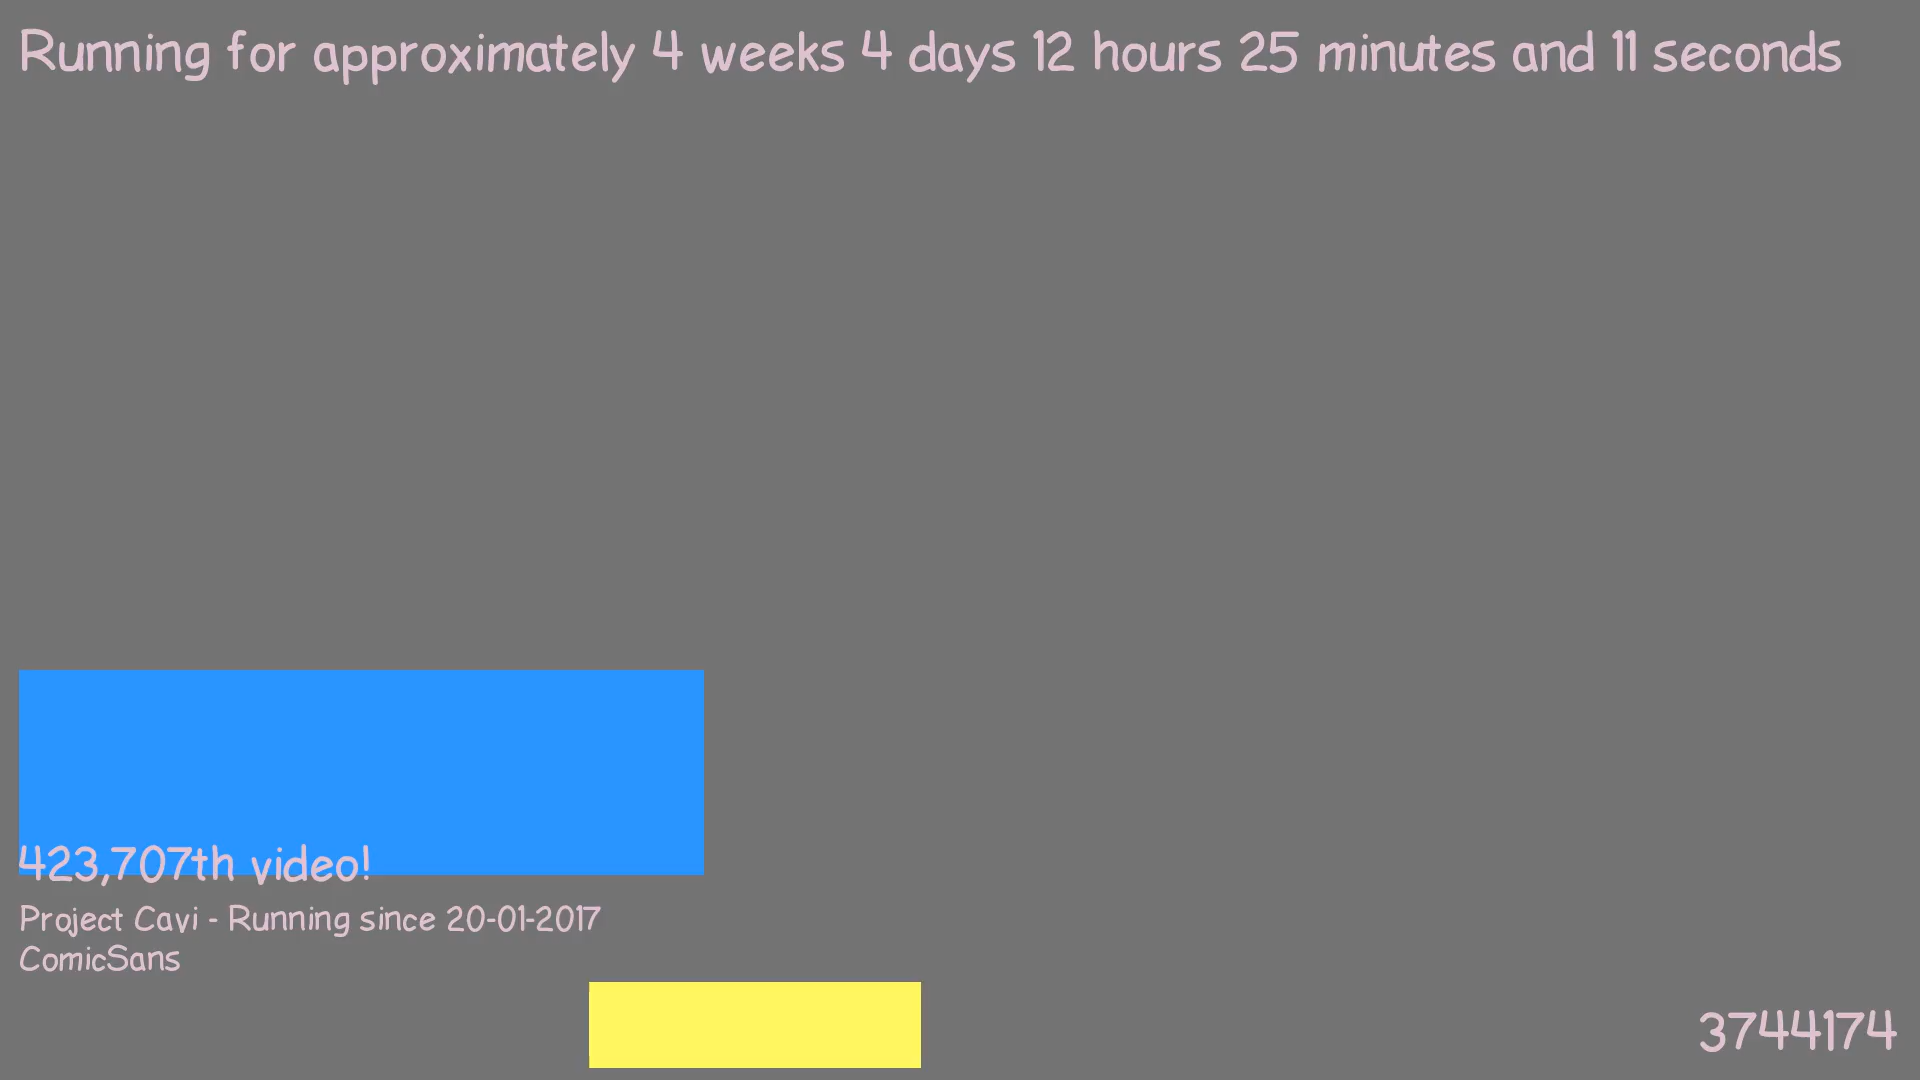 Running for approximately 4 weeks 4 days 12 hours 25 minutes and 11 seconds
423,707th video!
Project Cavi - Running since 20-01-2017
ComicSans
3744174